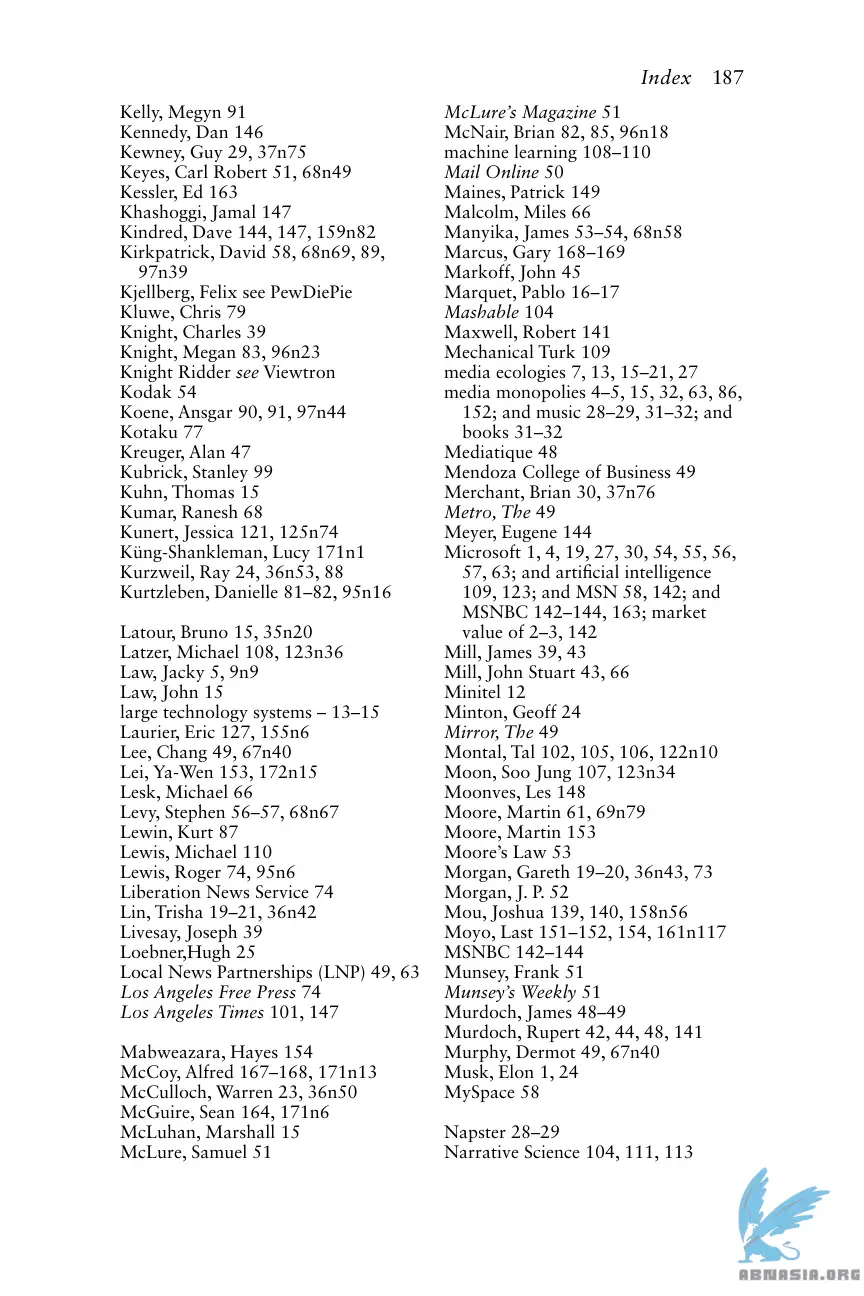 Index 187
Kelly, Megyn 91
Kennedy, Dan 146
Kewney, Guy 29, 37n75
Keyes, Carl Robert 51, 68n49
Kessler, Ed 163
Khashoggi, Jamal 147
Kindred, Dave 144, 147, 159n82
Kirkpatrick, David 58, 68n69, 89,
97n39
Kjellberg, Felix see PewDiePie
Kluwe, Chris 79
Knight, Charles 39
Knight, Megan 83, 96n23
Knight Ridder see Viewtron
Kodak 54
Koene, Ansgar 90, 91, 97n44
Kotaku 77
Kreuger, Alan 47
Kubrick, Stanley 99
Kuhn, Thomas 15
Kumar, Ranesh 68
Kunert, Jessica 121, 125n74
Küng-Shankleman, Lucy 171n1
Kurzweil, Ray 24, 36n53, 88
Kurtzleben, Danielle 81–82, 95n16
Latour, Bruno 15, 35n20
Latzer, Michael 108, 123n36
Law, Jacky 5, 9n9
Law, John 15
large technology systems – 13–15
Laurier, Eric 127, 155n6
Lee, Chang 49, 67n40
Lei, Ya-Wen 153, 172n15
Lesk, Michael 66
Levy, Stephen 56–57, 68n67
Lewin, Kurt 87
Lewis, Michael 110
Lewis, Roger 74, 95n6
Liberation News Service 74
Lin, Trisha 19–21, 36n42
Livesay, Joseph 39
Loebner,Hugh 25
Local News Partnerships (LNP) 49, 63
Los Angeles Free Press 74
Los Angeles Times 101, 147
Mabweazara, Hayes 154
McCoy, Alfred 167–168, 171n13
McCulloch, Warren 23, 36n50
McGuire, Sean 164, 171n6
McLuhan, Marshall 15
McLure, Samuel 51
McLure’s Magazine 51
McNair, Brian 82, 85, 96n18
machine learning 108–110
Mail Online 50
Maines, Patrick 149
Malcolm, Miles 66
Manyika, James 53–54, 68n58
Marcus, Gary 168–169
Markoff, John 45
Marquet, Pablo 16–17
Mashable 104
Maxwell, Robert 141
Mechanical Turk 109
media ecologies 7, 13, 15–21, 27
media monopolies 4–5, 15, 32, 63, 86,
152; and music 28–29, 31–32; and
books 31–32
Mediatique 48
Mendoza College of Business 49
Merchant, Brian 30, 37n76
Metro, The 49
Meyer, Eugene 144
Microsoft 1, 4, 19, 27, 30, 54, 55, 56,
57, 63; and artificial intelligence
109, 123; and MSN 58, 142; and
MSNBC 142–144, 163; market
value of 2–3, 142
Mill, James 39, 43
Mill, John Stuart 43, 66
Minitel 12
Minton, Geoff 24
Mirror, The 49
Montal, Tal 102, 105, 106, 122n10
Moon, Soo Jung 107, 123n34
Moonves, Les 148
Moore, Martin 61, 69n79
Moore, Martin 153
Moore’s Law 53
Morgan, Gareth 19–20, 36n43, 73
Morgan, J. P. 52
Mou, Joshua 139, 140, 158n56
Moyo, Last 151–152, 154, 161n117
MSNBC 142–144
Munsey, Frank 51
Munsey’s Weekly 51
Murdoch, James 48–49
Murdoch, Rupert 42, 44, 48, 141
Murphy, Dermot 49, 67n40
Musk, Elon 1, 24
MySpace 58
Napster 28–29
Narrative Science 104, 111, 113
ABNASIA.ORG